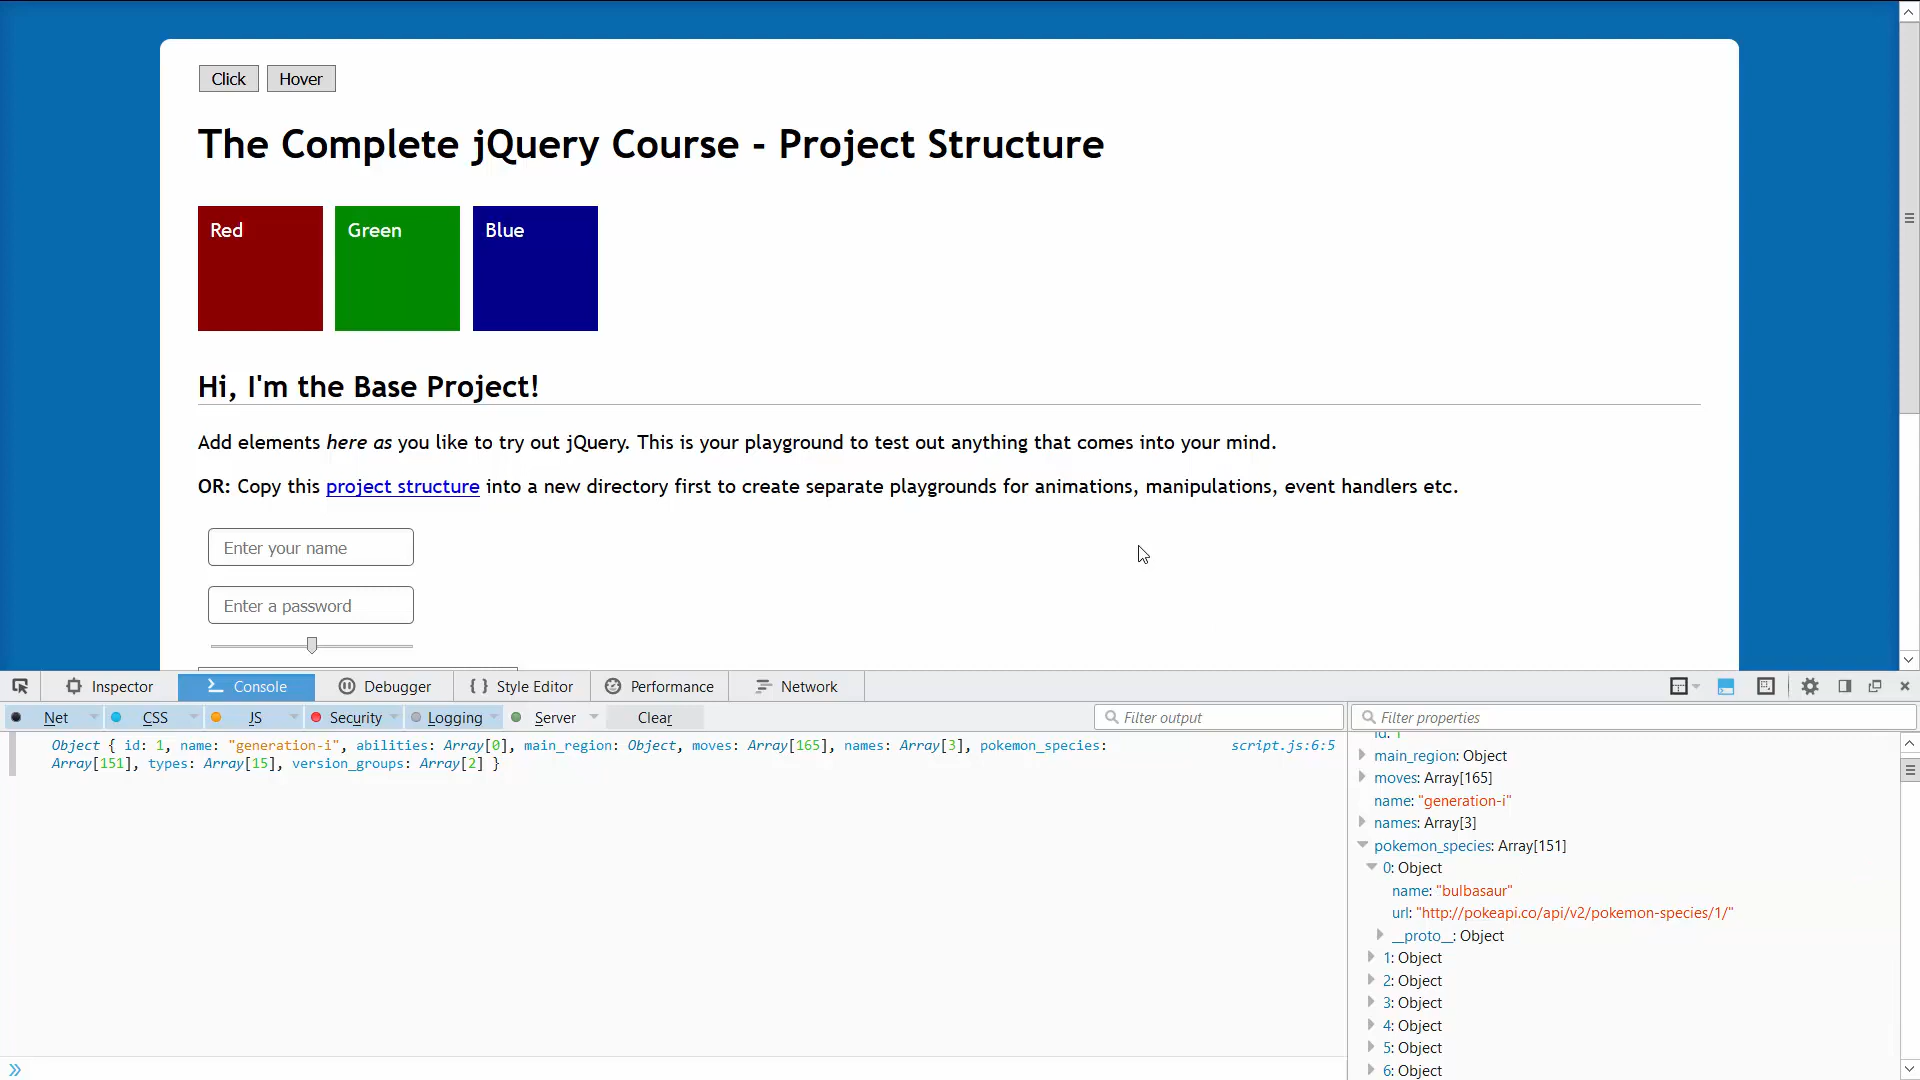 Click Hover
The Complete jQuery Course - Project Structure
Red Green Blue
Hi, I'm the Base Project!
Add elements here as you like to try out jQuery. This is your playground to test out anything that comes into your mind.
OR: Copy this project structure into a new directory first to create separate playgrounds for animations, manipulations, event handlers etc.
Enter your name
Enter a password
Inspector Console Debugger Style Editor Performance Network
Net CSS JS Security Logging Server Clear Filter output Filter properties
Object { id: 1, name: "generation-i", abilities: Array[0], main_region: Object, moves: Array[165], names: Array[3], pokemon_species: script.js:6:5
Array[151], types: Array[15], version_groups: Array[2] }
id: 1
main_region: Object
moves: Array[165]
name: "generation-i"
names: Array[3]
pokemon_species: Array[151]
0: Object
name: "bulbasaur"
url: "http://pokeapi.co/api/v2/pokemon-species/1/"
__proto__: Object
1: Object
2: Object
3: Object
4: Object
5: Object
6: Object